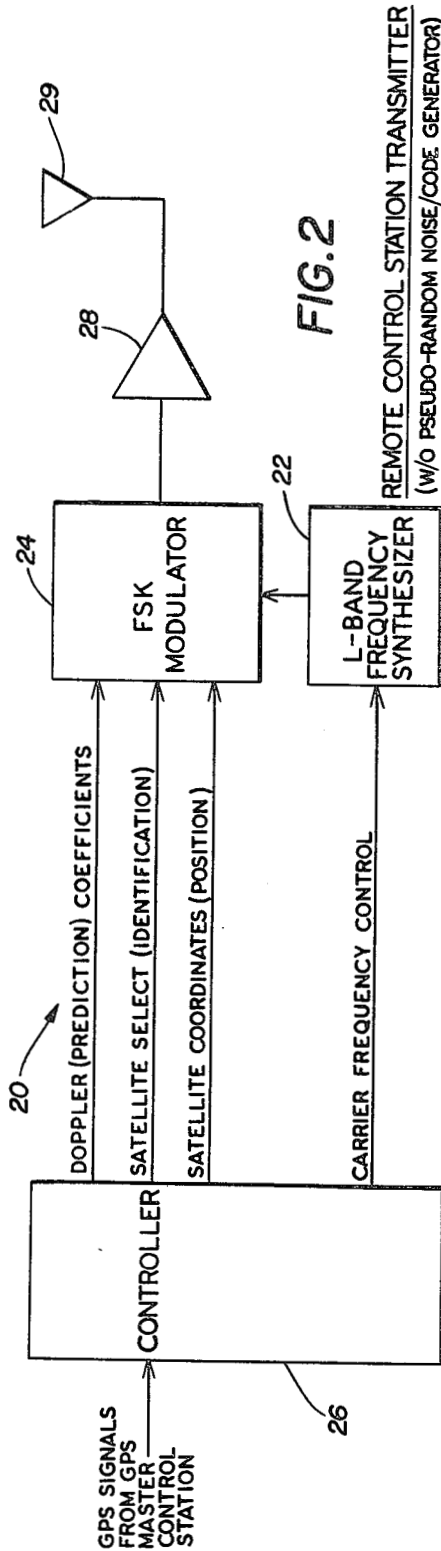 20
GPS SIGNALS
FROM GPS
MASTER
CONTROL
STATION
CONTROLLER
26
DOPPLER (PREDICTION) COEFFICIENTS
SATELLITE SELECT (IDENTIFICATION)
SATELLITE COORDINATES (POSITION)
CARRIER FREQUENCY CONTROL
24
FSK
MODULATOR
22
L-BAND
FREQUENCY
SYNTHESIZER
28
29
FIG.2
REMOTE CONTROL STATION TRANSMITTER
(W/O PSEUDO-RANDOM NOISE/CODE GENERATOR)